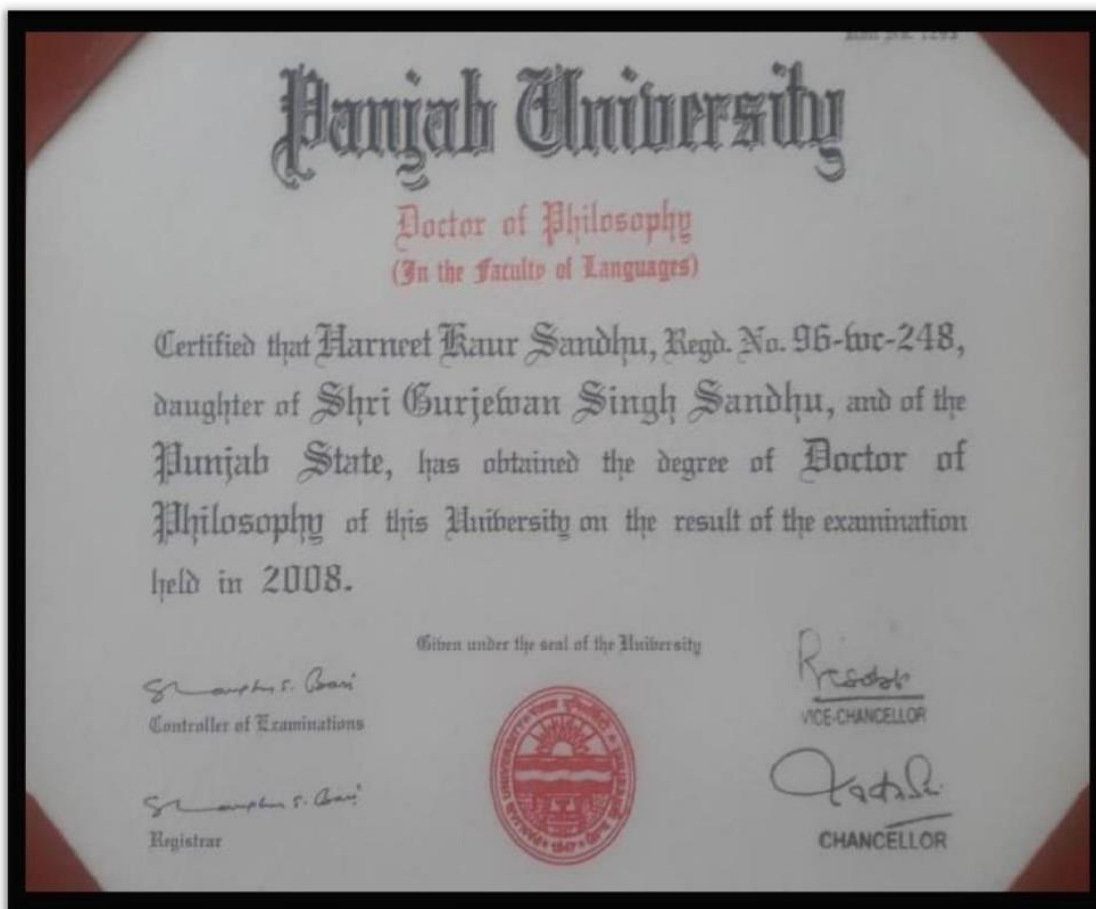 Panjab University
Doctor of Philosophy
(In the Faculty of Languages)
Certified that Harneet Kaur Sandhu, Regd. No. 96-wc-248,
daughter of Shri Gurjewan Singh Sandhu, and of the
Punjab State, has obtained the degree of Doctor of
Philosophy of this University on the result of the examination
held in 2008.
Given under the seal of the University
Controller of Examinations
VICE-CHANCELLOR
Registrar
CHANCELLOR
PANJAB UNIVERSITY
1947